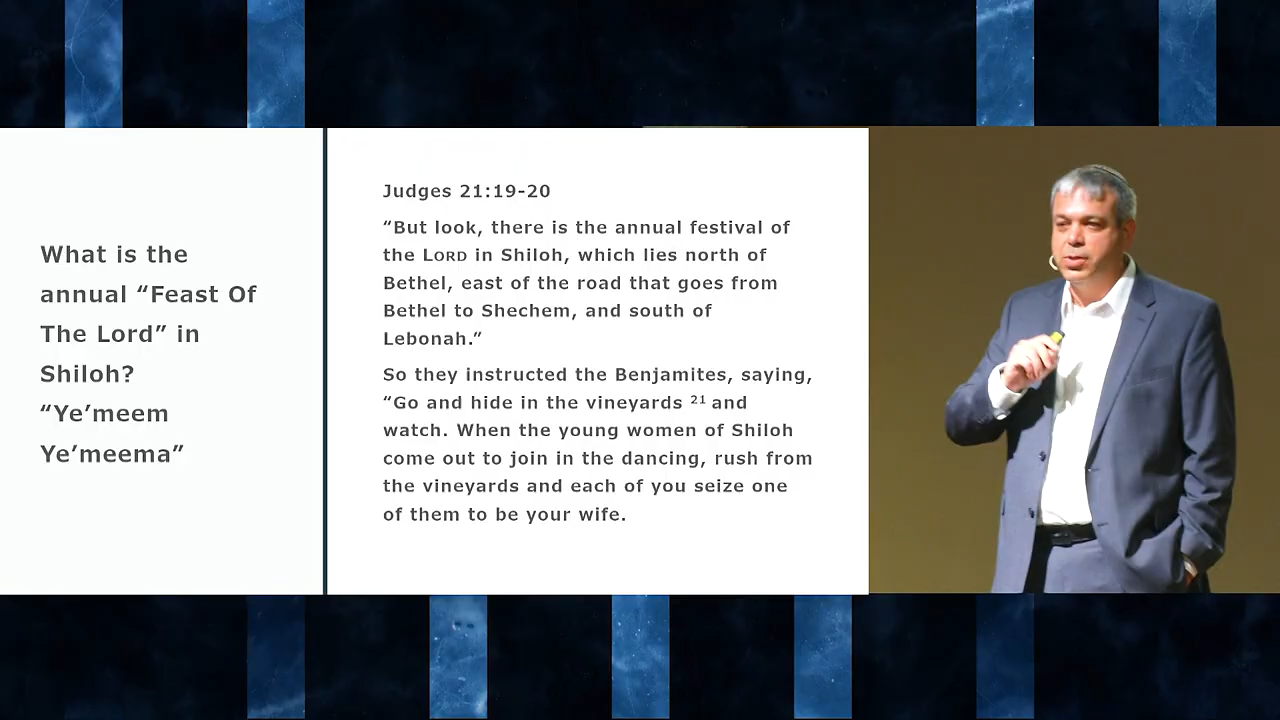 What is the
annual “Feast Of
The Lord” in
Shiloh?
“Ye’meem
Ye’meema”
Judges 21:19-20
“But look, there is the annual festival of
the LORD in Shiloh, which lies north of
Bethel, east of the road that goes from
Bethel to Shechem, and south of
Lebonah.”
So they instructed the Benjamites, saying,
“Go and hide in the vineyards 21 and
watch. When the young women of Shiloh
come out to join in the dancing, rush from
the vineyards and each of you seize one
of them to be your wife.